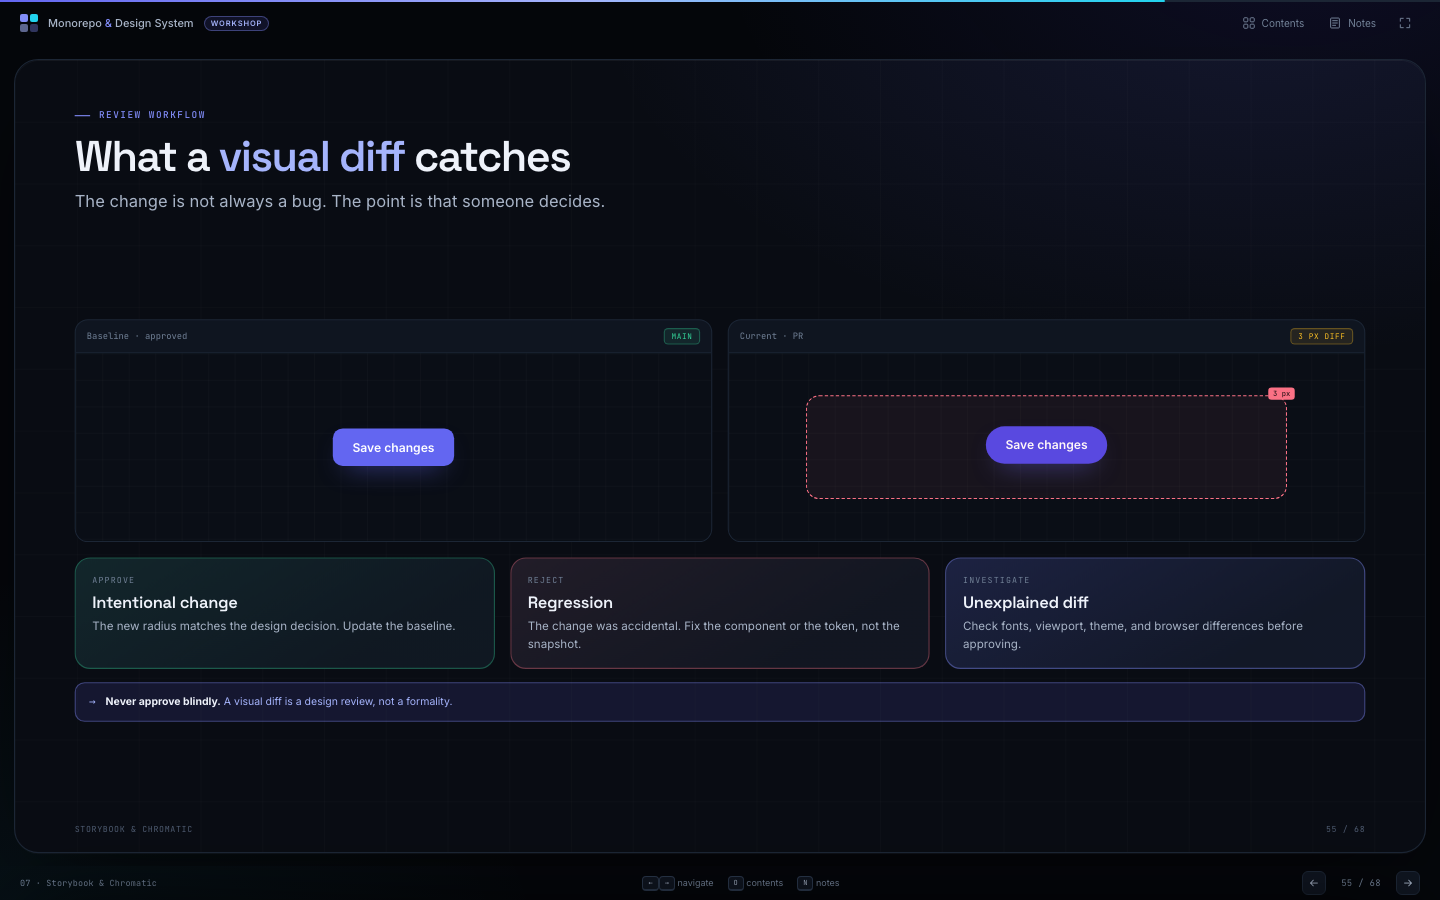 Monorepo & Design System WORKSHOP
Contents Notes
REVIEW WORKFLOW
What a visual diff catches
The change is not always a bug. The point is that someone decides.
Baseline · approved MAIN
Current · PR 3 PX DIFF
3 px
Save changes
Save changes
APPROVE
Intentional change
The new radius matches the design decision. Update the baseline.
REJECT
Regression
The change was accidental. Fix the component or the token, not the
snapshot.
INVESTIGATE
Unexplained diff
Check fonts, viewport, theme, and browser differences before
approving.
→ Never approve blindly. A visual diff is a design review, not a formality.
STORYBOOK & CHROMATIC 55 / 68
07 · Storybook & Chromatic
← → navigate O contents N notes
← 55 / 68 →